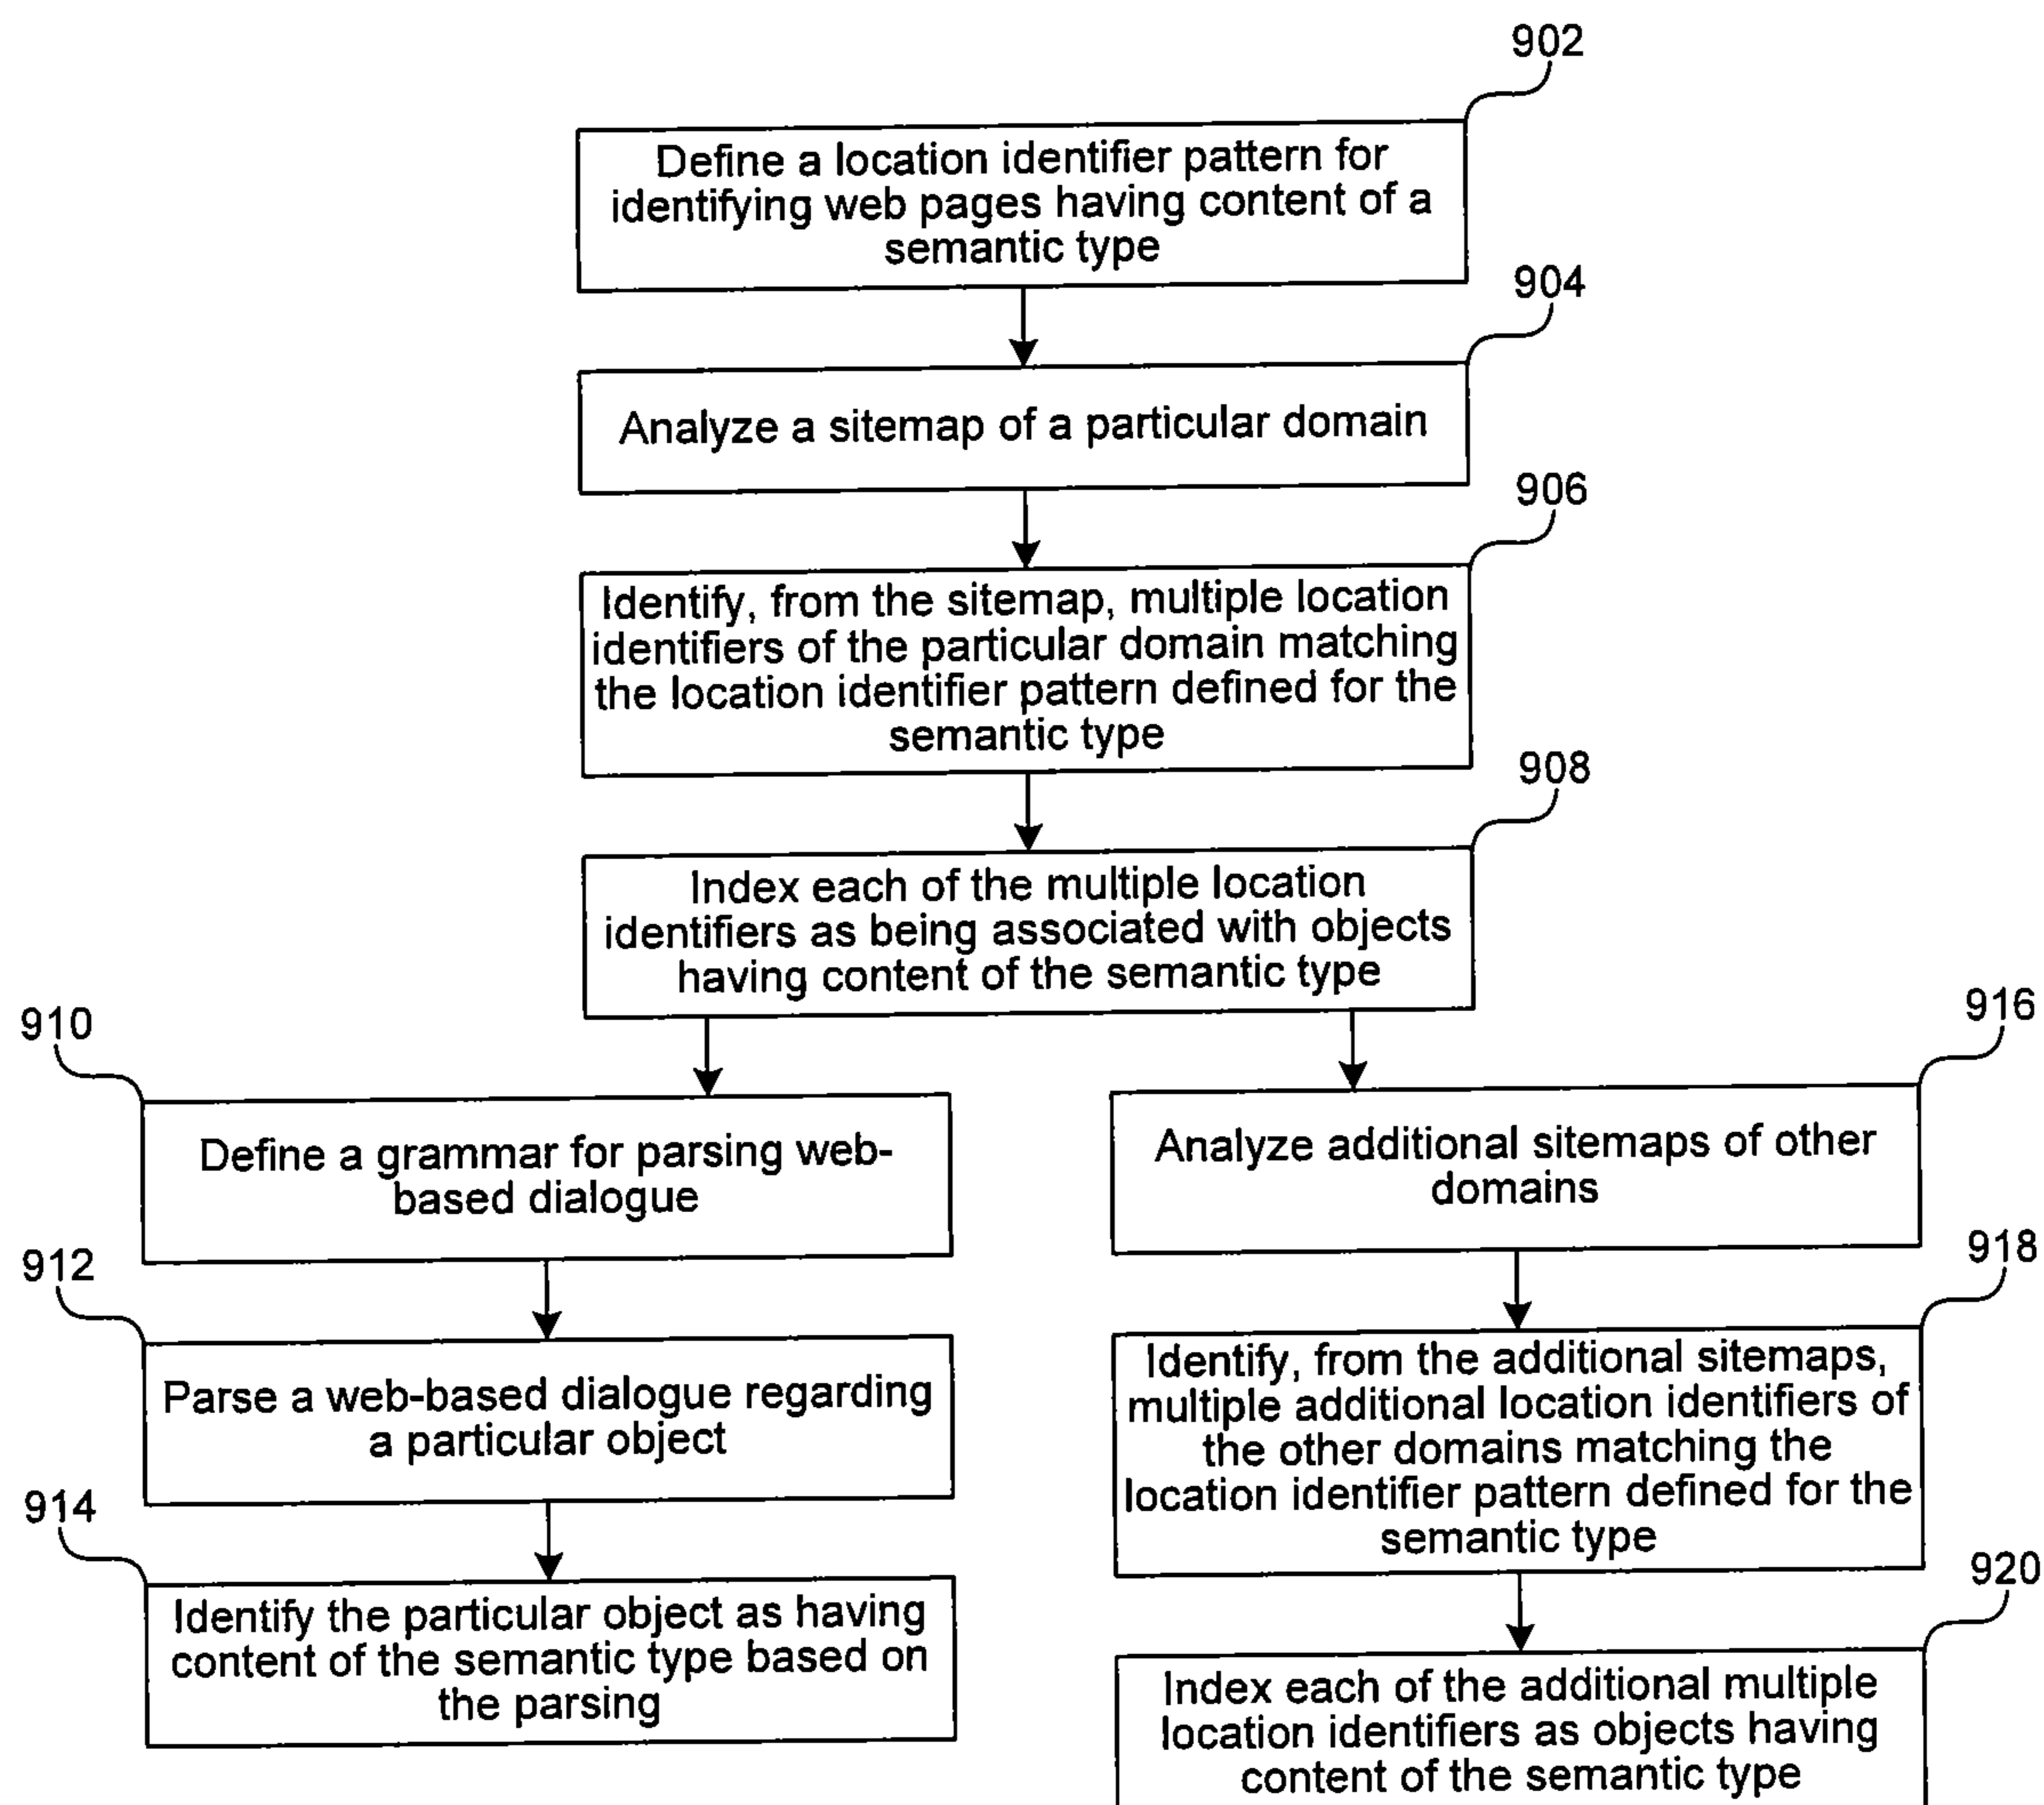 902
Define a location identifier pattern for
identifying web pages having content of a
semantic type
904
Analyze a sitemap of a particular domain
906
Identify, from the sitemap, multiple location
identifiers of the particular domain matching
the location identifier pattern defined for the
semantic type
908
Index each of the multiple location
identifiers as being associated with objects
having content of the semantic type
910
Define a grammar for parsing web-
based dialogue
912
Parse a web-based dialogue regarding
a particular object
914
Identify the particular object as having
content of the semantic type based on
the parsing
916
Analyze additional sitemaps of other
domains
918
Identify, from the additional sitemaps,
multiple additional location identifiers of
the other domains matching the
location identifier pattern defined for the
semantic type
920
Index each of the additional multiple
location identifiers as objects having
content of the semantic type